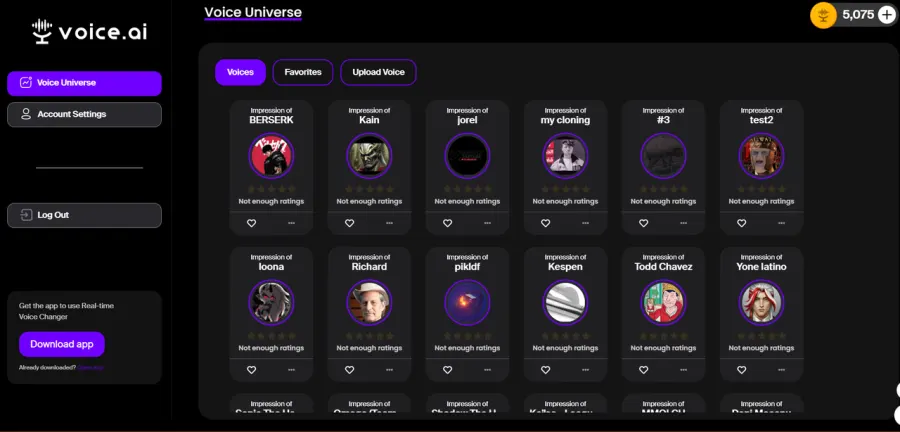 voice.ai
Voice Universe
Account Settings
Log Out
Get the app to use Real-time
Voice Changer
Download app
Already downloaded? Open App
Voice Universe
5,075
Voices
Favorites
Upload Voice
Impression of
BERSERK
Not enough ratings
Impression of
Kain
Not enough ratings
Impression of
jorel
Not enough ratings
Impression of
my cloning
Not enough ratings
Impression of
#3
Not enough ratings
Impression of
test2
Not enough ratings
Impression of
loona
Not enough ratings
Impression of
Richard
Not enough ratings
Impression of
pikldf
Not enough ratings
Impression of
Kespen
Not enough ratings
Impression of
Todd Chavez
Not enough ratings
Impression of
Yone latino
Not enough ratings
Impression of
Impression of
Impression of
Impression of
Impression of
Impression of